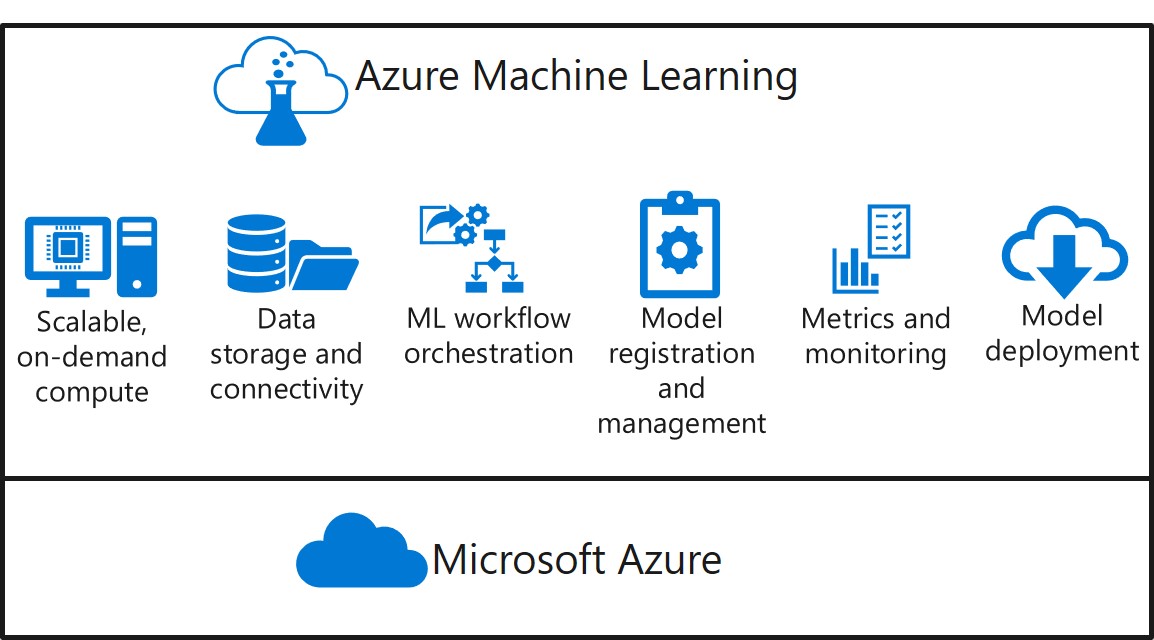 Azure Machine Learning
Scalable,
on-demand
compute
Data
storage and
connectivity
ML workflow
orchestration
Model
registration
and
management
Metrics and
monitoring
Model
deployment
Microsoft Azure